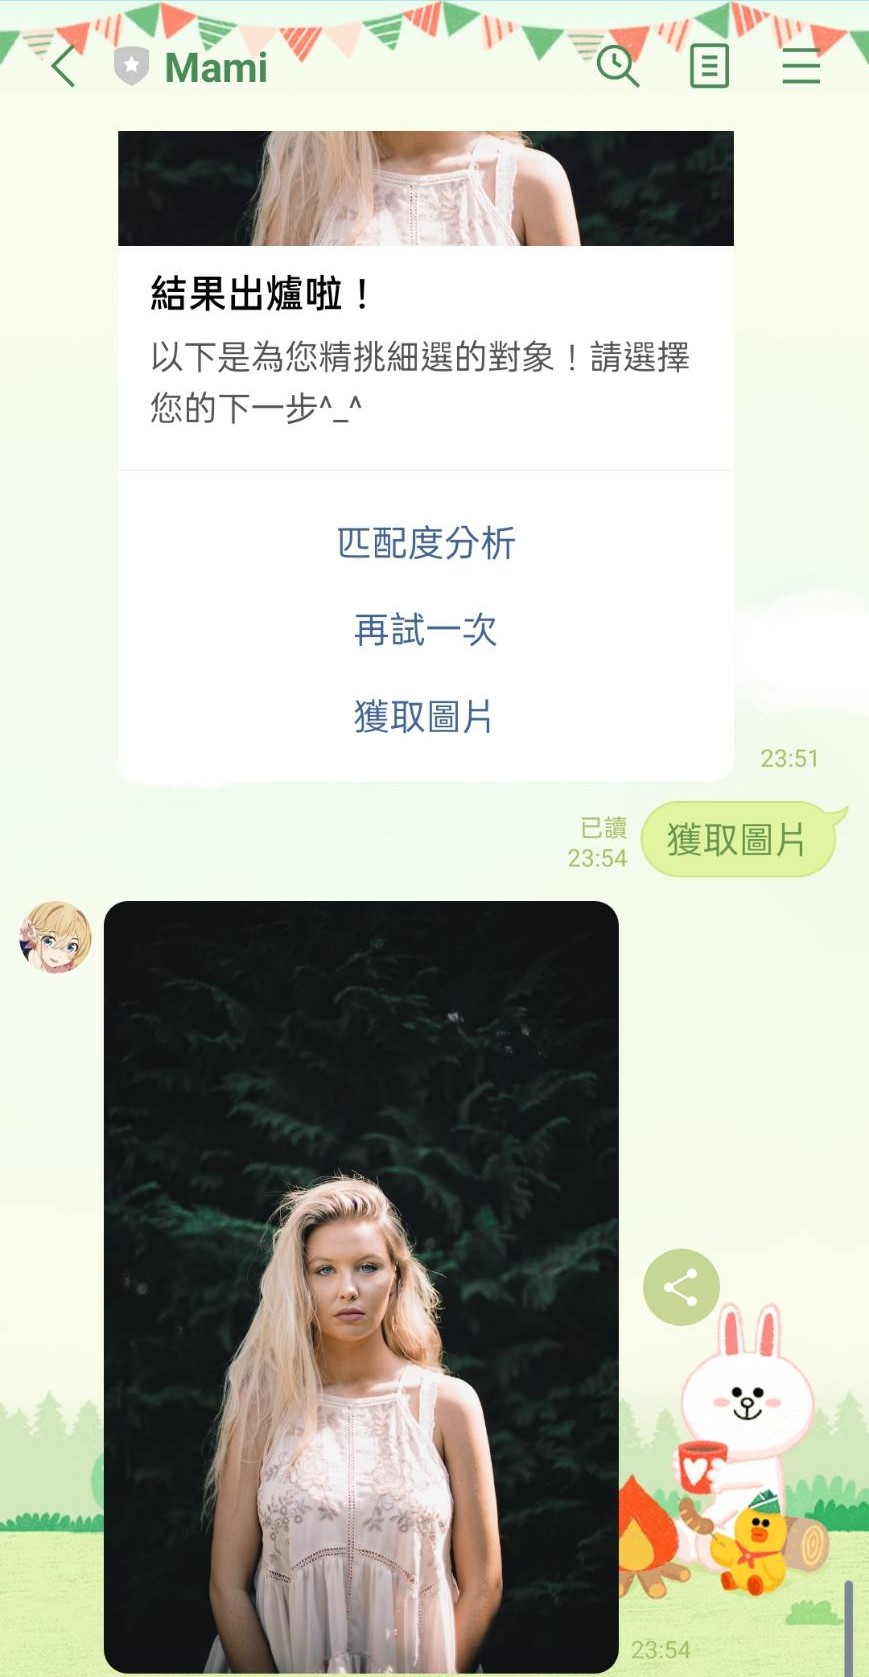 Mami
結果出爐啦！
以下是為您精挑細選的對象！請選擇
您的下一步^_^
匹配度分析
再試一次
獲取圖片
23:51
已讀
23:54
獲取圖片
23:54